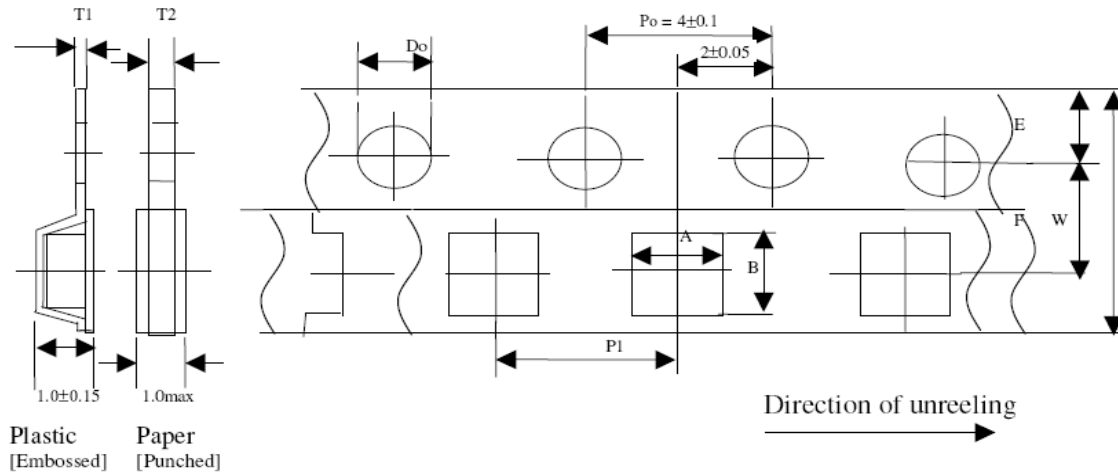 T1
T2
Po = 4±0.1
Do
2±0.05
E
F
W
A
B
P1
1.0±0.15
1.0max
Direction of unreeling
Plastic
[Embossed]
Paper
[Punched]